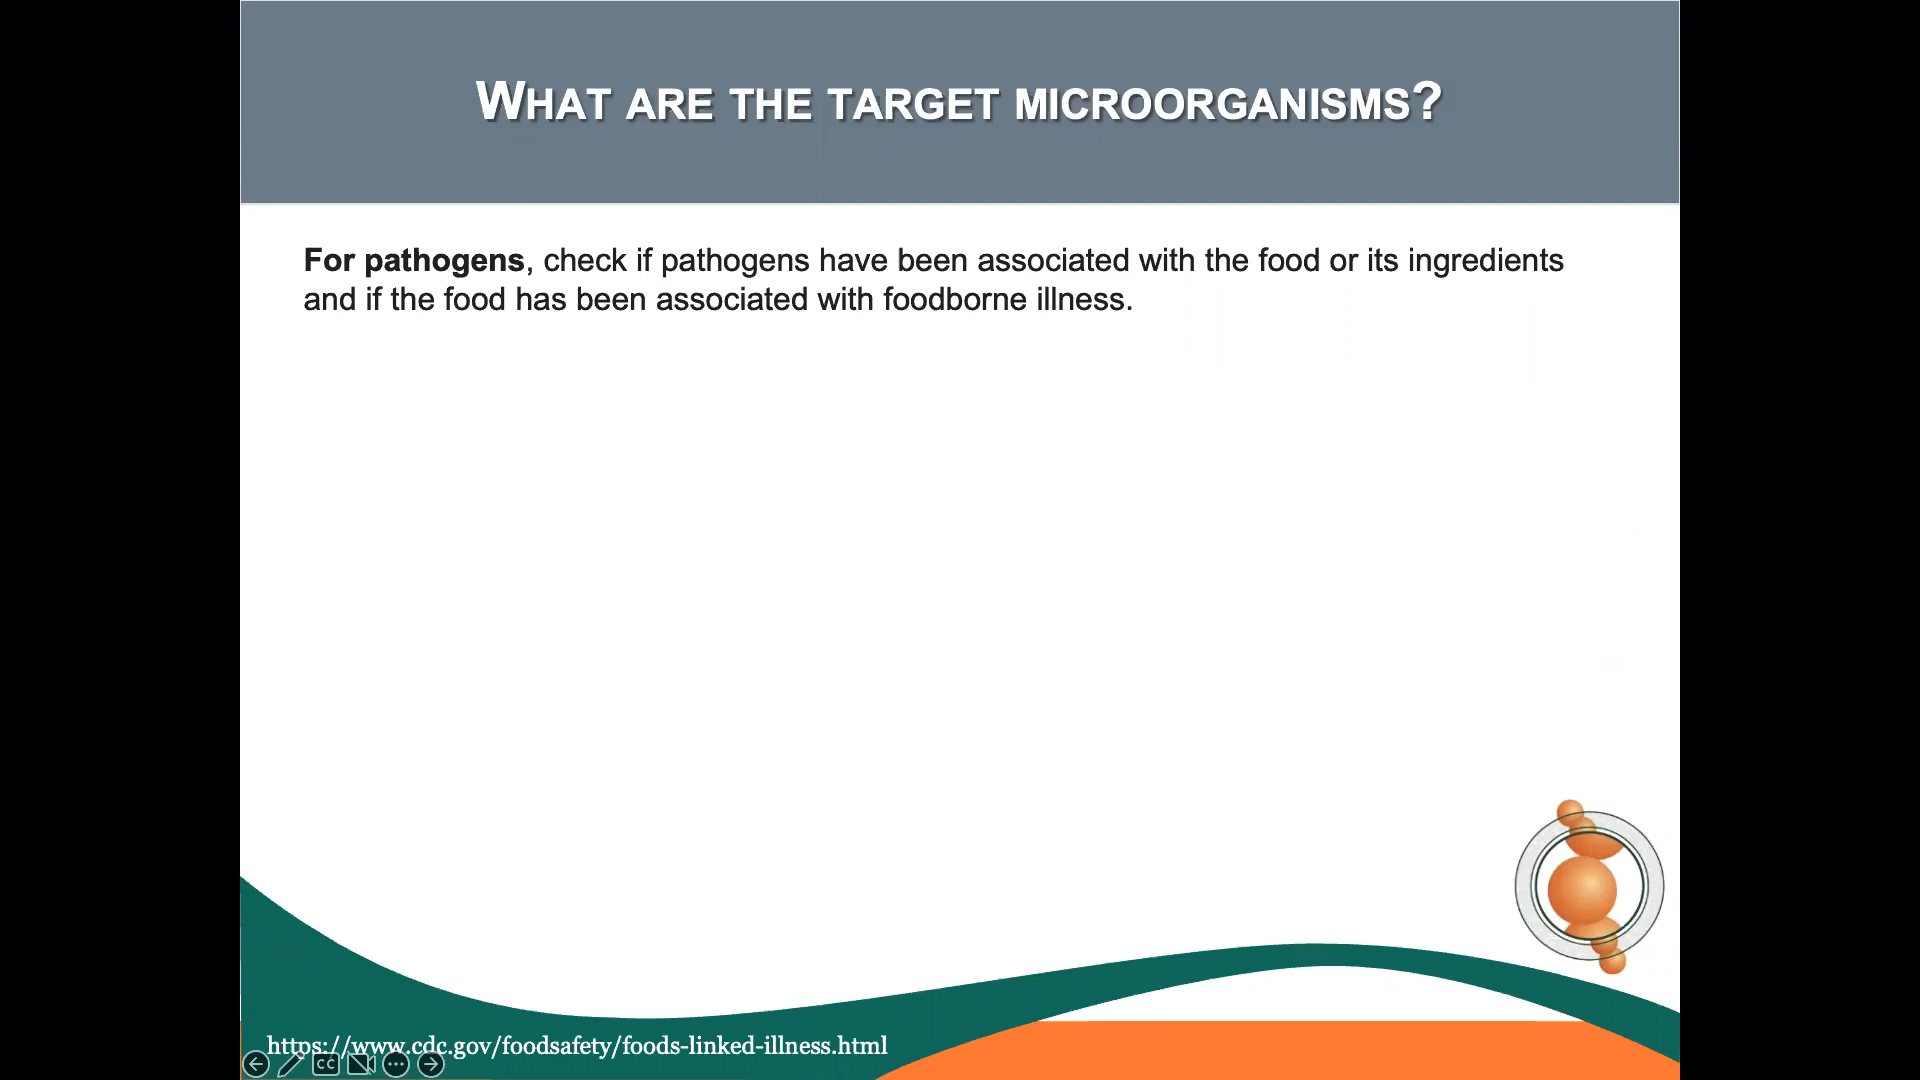 What are the target microorganisms?
For pathogens, check if pathogens have been associated with the food or its ingredients
and if the food has been associated with foodborne illness.
https://www.cdc.gov/foodsafety/foods-linked-illness.html
CC